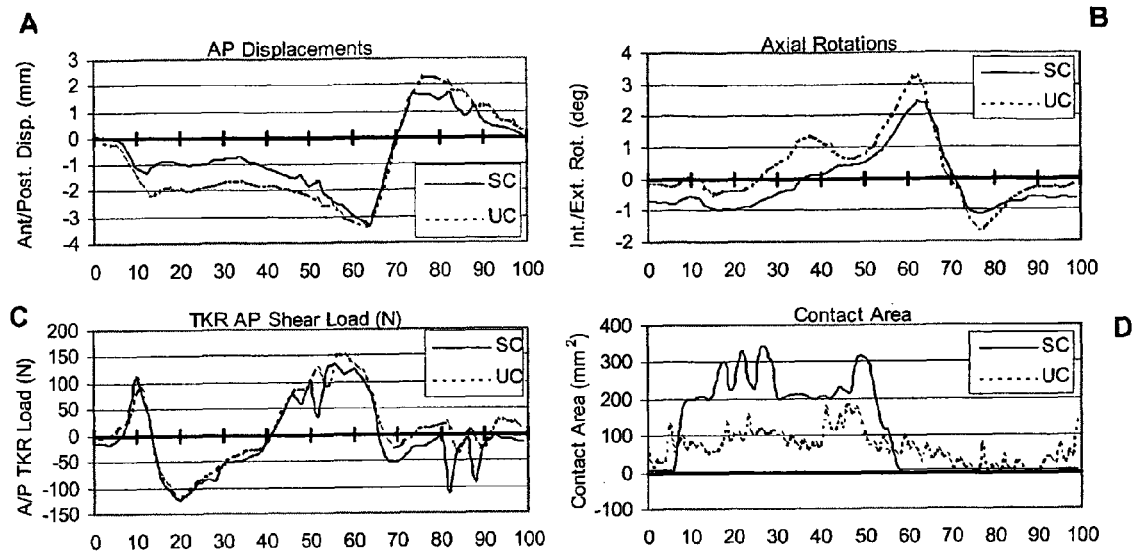 A
AP Displacements
Ant/Post. Disp. (mm)
3
2
1
0
-1
-2
-3
-4
SC
UC
0 10 20 30 40 50 60 70 80 90 100
B
Axial Rotations
Int./Ext. Rot. (deg)
4
3
2
1
0
-1
-2
SC
UC
0 10 20 30 40 50 60 70 80 90 100
C
TKR AP Shear Load (N)
A/P TKR Load (N)
200
150
100
50
0
-50
-100
-150
SC
UC
0 10 20 30 40 50 60 70 80 90 100
Contact Area
D
Contact Area (mm²)
400
300
200
100
0
-100
SC
UC
0 10 20 30 40 50 60 70 80 90 100